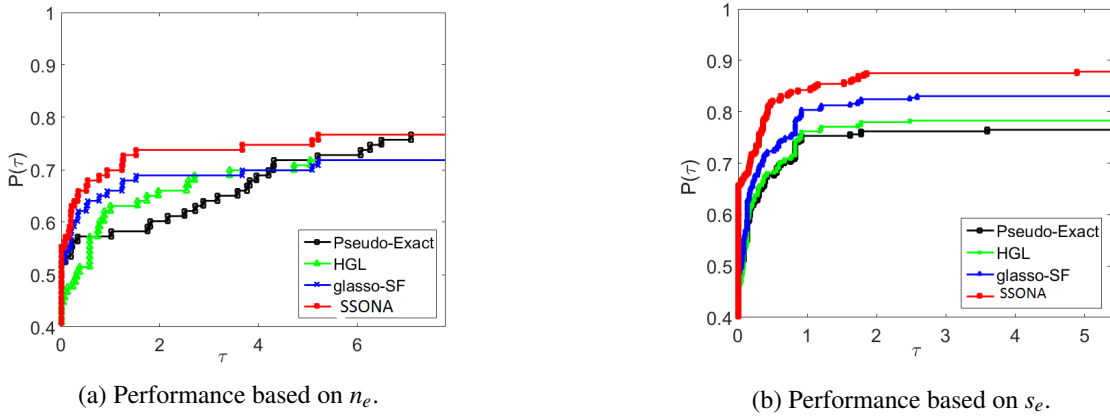 1
0.9
0.8
0.7
0.6
0.5
0.4
P(τ)
0 2 4 6
τ
Pseudo-Exact
HGL
glasso-SF
SSONA
(a) Performance based on nₑ.
1
0.9
0.8
0.7
0.6
0.5
0.4
P(τ)
0 1 2 3 4 5
τ
Pseudo-Exact
HGL
glasso-SF
SSONA
(b) Performance based on sₑ.